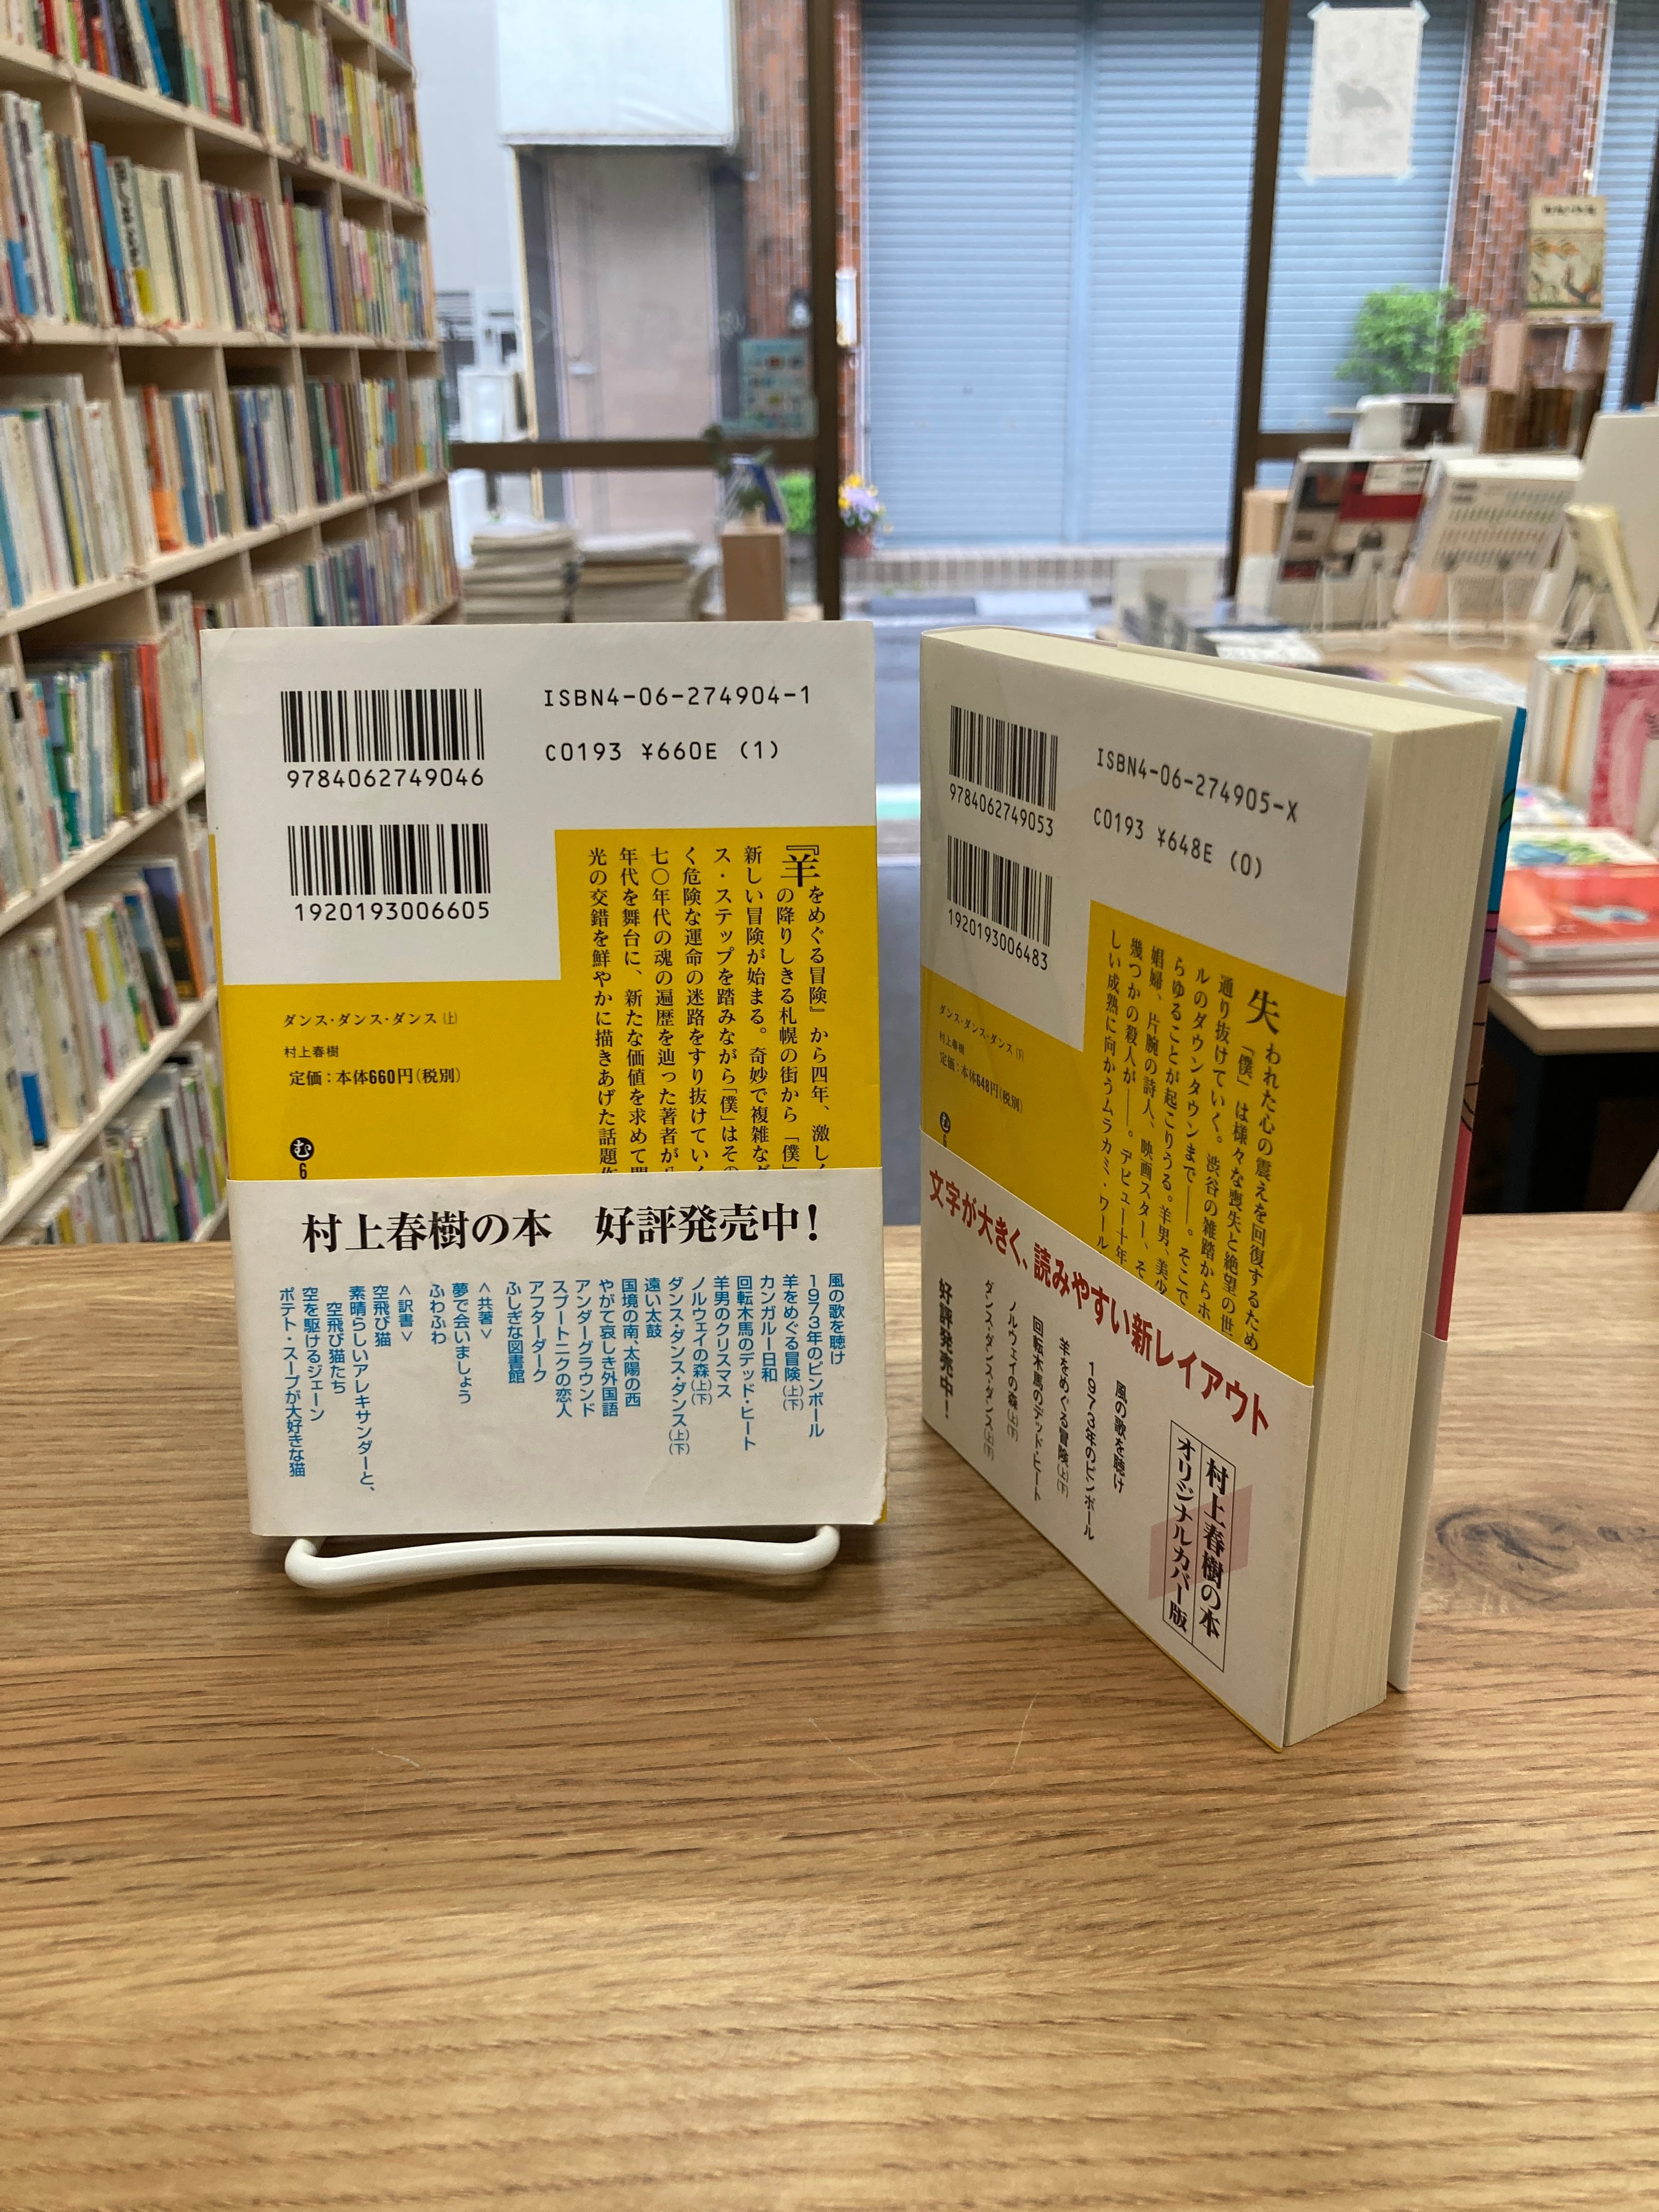 9784062749046
ISBN4-06-274904-1
C0193 ¥660E (1)
1920193006605
『羊をめぐる冒険』から四年、激し
の降りしきる札幌の街から「僕」
新しい冒険が始まる。奇妙で複雑な
ス・ステップを踏みながら「僕」はその
く危険な運命の迷路をすり抜けてい
七〇年代の魂の遍歴を辿った著者が
年代を舞台に、新たな価値を求めて
光の交錯を鮮やかに描きあげた話題
ダンス・ダンス・ダンス(上)
村上春樹
定価:本体660円(税別)
む
6
村上春樹の本 好評発売中!
風の歌を聴け
1973年のピンボール
羊をめぐる冒険(上)(下)
カンガルー日和
回転木馬のデッド・ヒート
羊男のクリスマス
ノルウェイの森(上)(下)
ダンス・ダンス・ダンス(上)(下)
遠い太鼓
国境の南、太陽の西
やがて哀しき外国語
アンダーグラウンド
スプートニクの恋人
アフターダーク
ふしぎな図書館
<共著>
夢で会いましょう
ふわふわ
<訳書>
空飛び猫
素晴らしいアレキサンダーと、
空飛び猫たち
空を駆けるジェーン
ポテト・スープが大好きな猫
9784062749053
ISBN4-06-274905-X
C0193 ¥648E (0)
1920193006483
失われた心の震えを回復するため
「僕」は様々な喪失と絶望の世
通り抜けていく。渋谷の雑踏からホ
ルのダウンタウンまで――。そこで
らゆることが起こりうる。羊男、美少
娼婦、片腕の詩人、映画スター、そ
幾つかの殺人が――。デビュー十年
しい成熟に向かうムラカミ・ワール
ダンス・ダンス・ダンス(下)
村上春樹
定価:本体648円(税別)
む
6
文字が大きく、読みやすい新レイアウト
村上春樹の本
オリジナルカバー版
風の歌を聴け
1973年のピンボール
羊をめぐる冒険(上)(下)
回転木馬のデッド・ヒート
ノルウェイの森(上)(下)
ダンス・ダンス・ダンス(上)(下)
好評発売中!